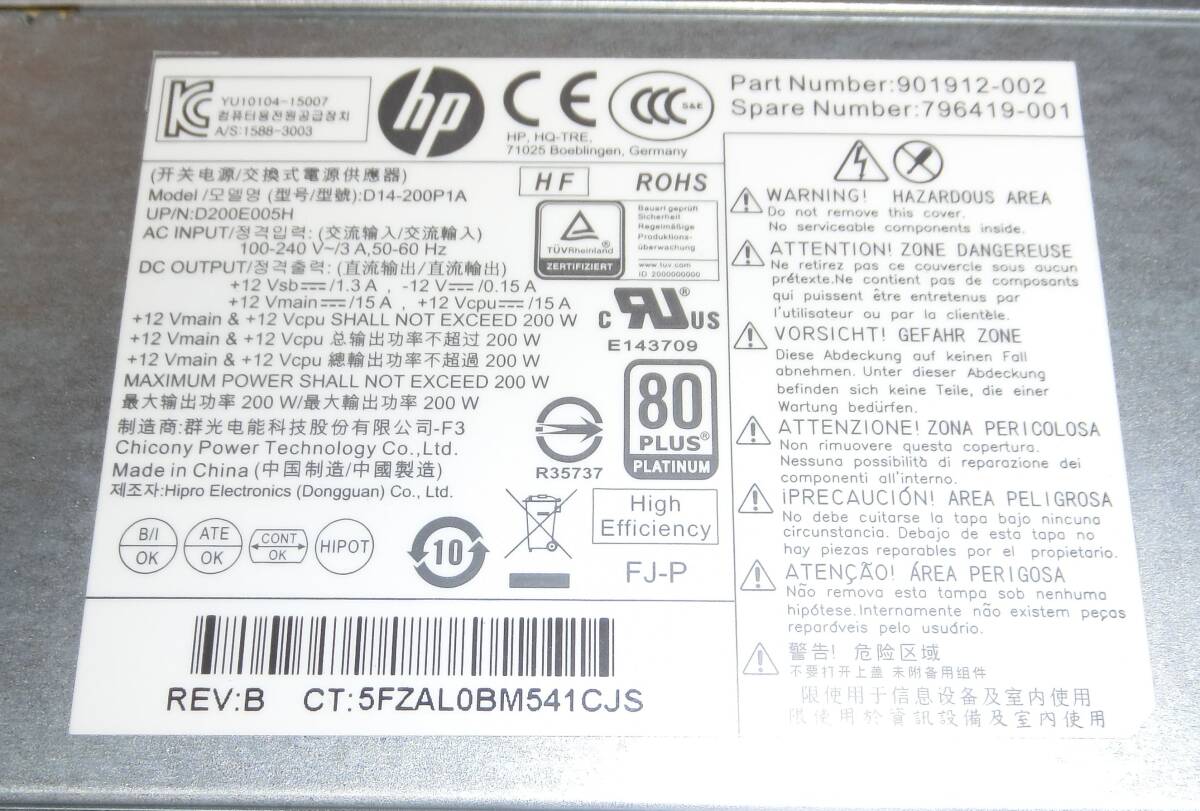 YU10104-15007
컴퓨터용전원공급장치
A/S:1588-3003
hp
CE
CCC S&E
HP, HQ-TRE,
71025 Boeblingen, Germany
Part Number:901912-002
Spare Number:796419-001
(开关电源/交換式電源供應器)
Model /모델명 (型号/型號):D14-200P1A
UP/N:D200E005H
AC INPUT/정격입력: (交流输入/交流輸入)
100-240 V~/3 A,50-60 Hz
DC OUTPUT/정격출력: (直流输出/直流輸出)
+12 Vsb⎓/1.3 A , -12 V⎓/0.15 A
+12 Vmain⎓/15 A , +12 Vcpu⎓/15 A
+12 Vmain & +12 Vcpu SHALL NOT EXCEED 200 W
+12 Vmain & +12 Vcpu 总输出功率不超过 200 W
+12 Vmain & +12 Vcpu 總輸出功率不超過 200 W
MAXIMUM POWER SHALL NOT EXCEED 200 W
最大输出功率 200 W/最大輸出功率 200 W
制造商:群光电能科技股份有限公司-F3
Chicony Power Technology Co.,Ltd.
Made in China (中国制造/中國製造)
제조자:Hipro Electronics (Dongguan) Co., Ltd.
HF
ROHS
TÜVRheinland
ZERTIFIZIERT
Bauart geprüft
Sicherheit
Regelmäßige
Produktions-
überwachung
www.tuv.com
ID 2000000000
C RU® US
E143709
R35737
80
PLUS®
PLATINUM
B/I
OK
ATE
OK
CONT
OK
HIPOT
10
High
Efficiency
FJ-P
REV:B CT:5FZAL0BM541CJS
WARNING! HAZARDOUS AREA
Do not remove this cover.
No serviceable components inside.
ATTENTION! ZONE DANGEREUSE
Ne retirez pas ce couvercle sous aucun
prétexte.Ne contient pas de composants
qui puissent être entretenus par
l'utilisateur ou par la clientèle.
VORSICHT! GEFAHR ZONE
Diese Abdeckung auf keinen Fall
abnehmen. Unter dieser Abdeckung
befinden sich keine Teile, die einer
Wartung bedürfen.
ATTENZIONE! ZONA PERICOLOSA
Non rimuovere questa copertura.
Nessuna possibilità di reparazione dei
componenti all'interno.
¡PRECAUCIÓN! AREA PELIGROSA
No debe cuitarse la tapa bajo nincuna
circunstancia. Debajo de esta tapa no
hay piezas reparables por el propietario.
ATENÇÃO! ÁREA PERIGOSA
Não remova esta tampa sob nenhuma
hipótese.Internamente não existem peças
reparáveis pelo usuário.
警告! 危险区域
不要打开上盖 未附备用组件
限使用于信息设备及室内使用
限使用於資訊設備及室內使用